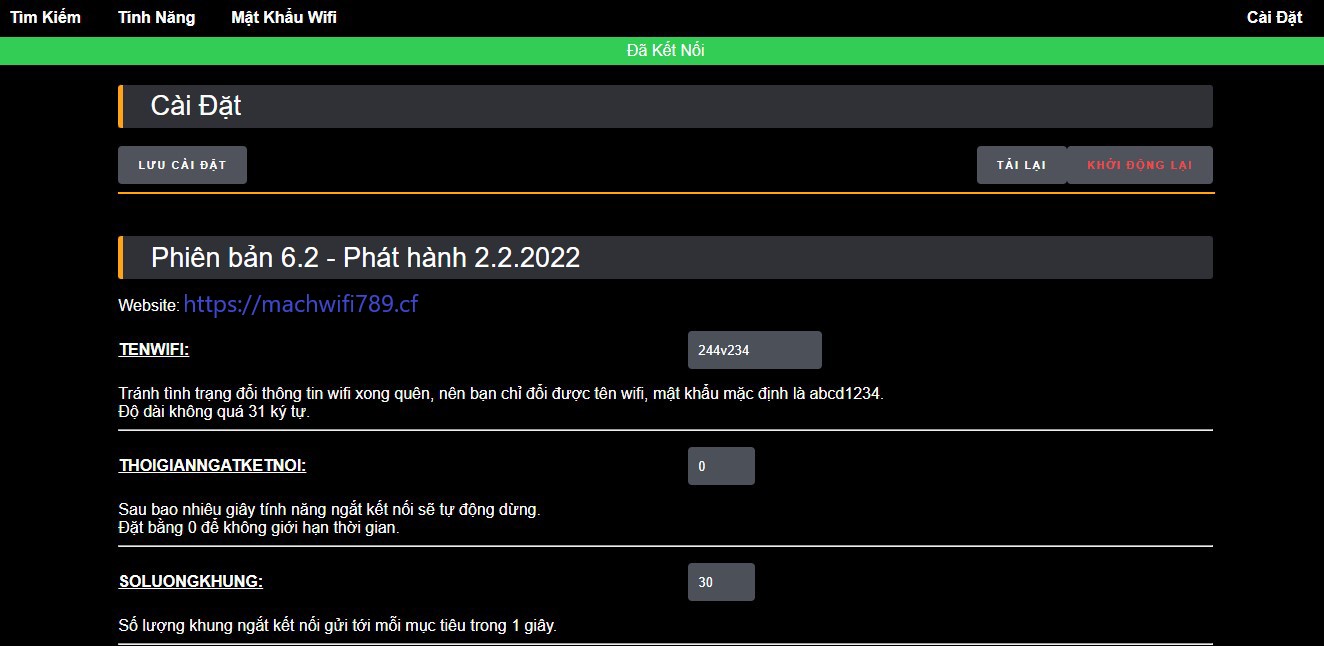 Tìm Kiếm Tính Năng Mật Khẩu Wifi Cài Đặt
Đã Kết Nối
Cài Đặt
LƯU CÀI ĐẶT TẢI LẠI KHỞI ĐỘNG LẠI
Phiên bản 6.2 - Phát hành 2.2.2022
Website: https://machwifi789.cf
TENWIFI: 244v234
Tránh tình trạng đổi thông tin wifi xong quên, nên bạn chỉ đổi được tên wifi, mật khẩu mặc định là abcd1234.
Độ dài không quá 31 ký tự.
THOIGIANNGATKETNOI: 0
Sau bao nhiêu giây tính năng ngắt kết nối sẽ tự động dừng.
Đặt bằng 0 để không giới hạn thời gian.
SOLUONGKHUNG: 30
Số lượng khung ngắt kết nối gửi tới mỗi mục tiêu trong 1 giây.